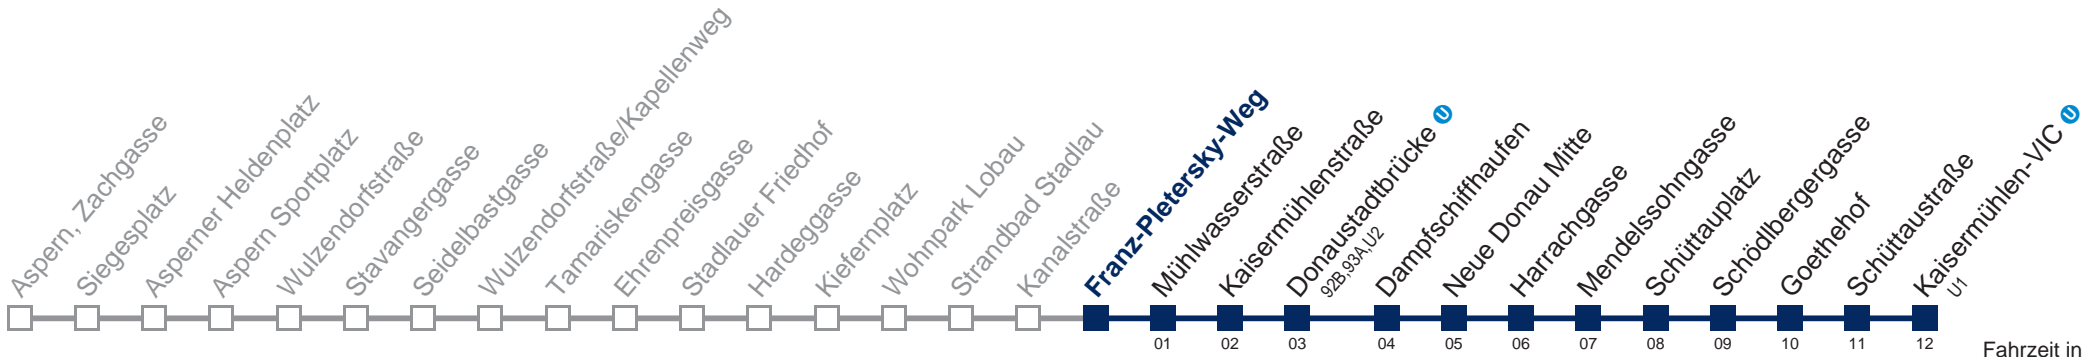 Aspern, Zachgasse
Siegesplatz
Asperner Heldenplatz
Aspern Sportplatz
Wulzendorfstraße
Stavangergasse
Seidelbastgasse
Wulzendorfstraße/Kapellenweg
Tamariskengasse
Ehrenpreisgasse
Stadlauer Friedhof
Hardeggasse
Kiefernplatz
Wohnpark Lobau
Strandbad Stadlau
Kanalstraße
Franz-Pletersky-Weg
Mühlwasserstraße
Kaisermühlenstraße
Donaustadtbrücke U
92B,93A,U2
Dampfschiffhaufen
Neue Donau Mitte
Harrachgasse
Mendelssohngasse
Schüttauplatz
Schödlbergergasse
Goethehof
Schüttaustraße
Kaisermühlen-VIC U
U1
01 02 03 04 05 06 07 08 09 10 11 12
Fahrzeit in